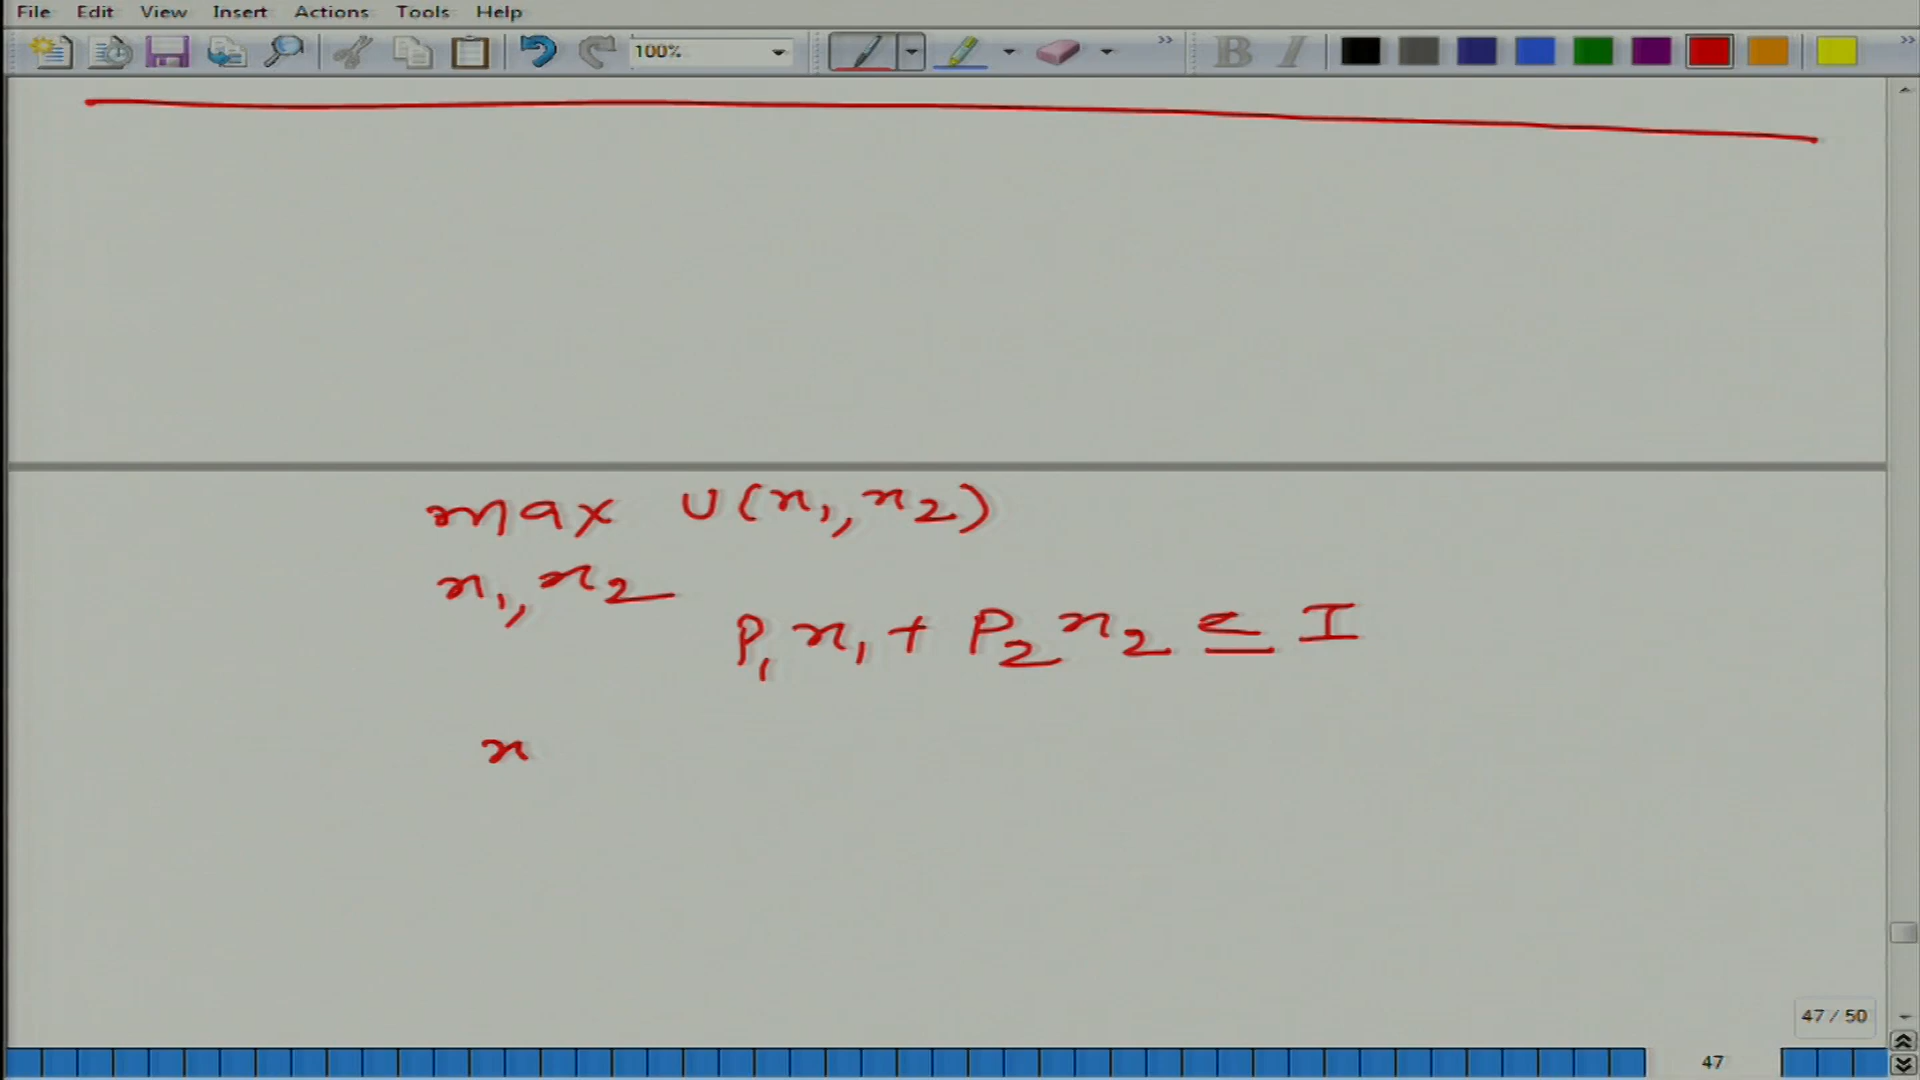 File Edit View Insert Actions Tools Help
100%
B I
max U(x₁, x₂)
x₁, x₂
P₁x₁ + P₂x₂ ≤ I
x
47 / 50
47